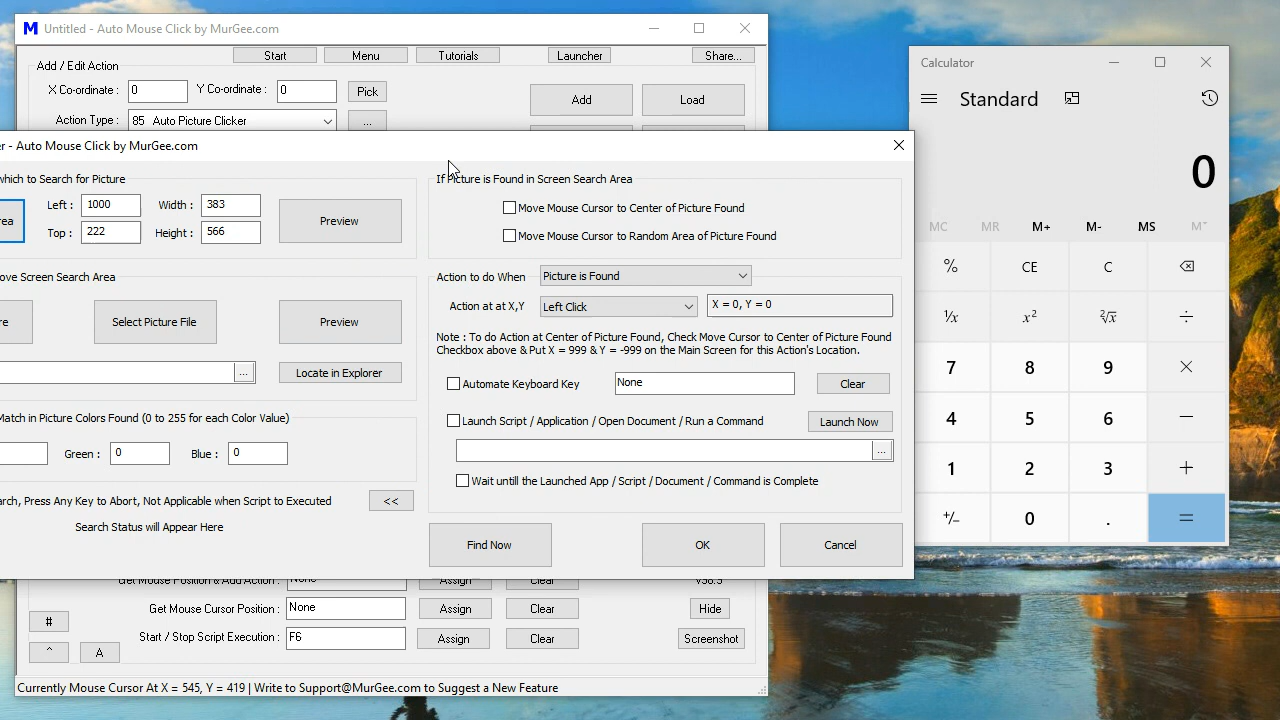 M Untitled - Auto Mouse Click by MurGee.com
Start Menu Tutorials Launcher Share...
Add / Edit Action
X Co-ordinate : 0 Y Co-ordinate : 0 Pick
Add Load
Action Type : 85 Auto Picture Clicker ...
er - Auto Mouse Click by MurGee.com
which to Search for Picture
rea Left : 1000 Width : 383 Preview
Top : 222 Height : 566
ove Screen Search Area
re Select Picture File Preview
... Locate in Explorer
Match in Picture Colors Found (0 to 255 for each Color Value)
Green : 0 Blue : 0
arch, Press Any Key to Abort, Not Applicable when Script to Executed <<
Search Status will Appear Here
If Picture is Found in Screen Search Area
Move Mouse Cursor to Center of Picture Found
Move Mouse Cursor to Random Area of Picture Found
Action to do When Picture is Found
Action at at X,Y Left Click X = 0, Y = 0
Note : To do Action at Center of Picture Found, Check Move Cursor to Center of Picture Found
Checkbox above & Put X = 999 & Y = -999 on the Main Screen for this Action's Location.
Automate Keyboard Key None Clear
Launch Script / Application / Open Document / Run a Command Launch Now
...
Wait untill the Launched App / Script / Document / Command is Complete
Find Now OK Cancel
Get Mouse Position & Add Action : None Assign Clear
Get Mouse Cursor Position : None Assign Clear Hide
#
Start / Stop Script Execution : F6 Assign Clear Screenshot
^ A
Currently Mouse Cursor At X = 545, Y = 419 | Write to Support@MurGee.com to Suggest a New Feature
Calculator
Standard
0
MC MR M+ M- MS M˅
% CE C
¹/x x² ²√x ÷
7 8 9 ×
4 5 6 −
1 2 3 +
+/− 0 . =